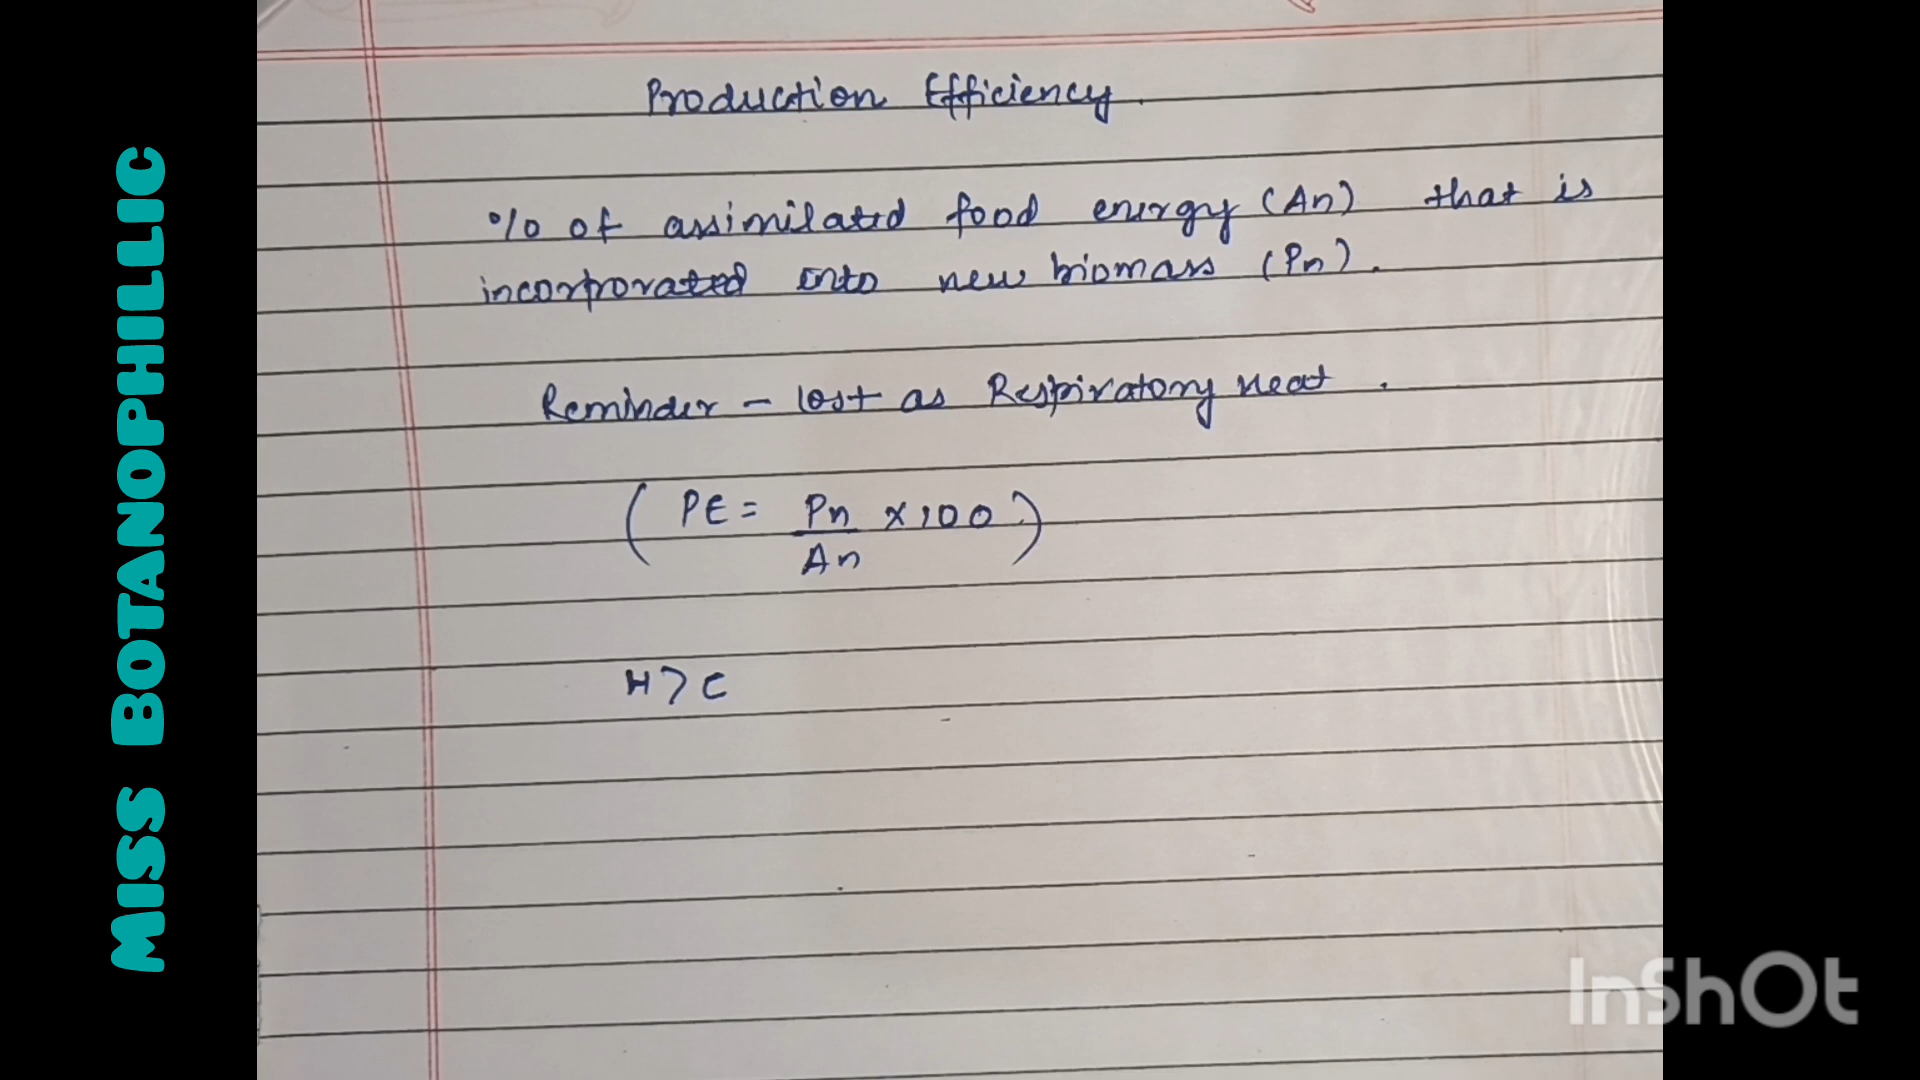 MISS BOTANOPHILLIC
Production Efficiency.
% of assimilated food energy (An) that is
incorporated into new biomass (Pn).
Reminder - lost as Respiratory heat.
(PE = Pn/An × 100)
H > C
InShOt